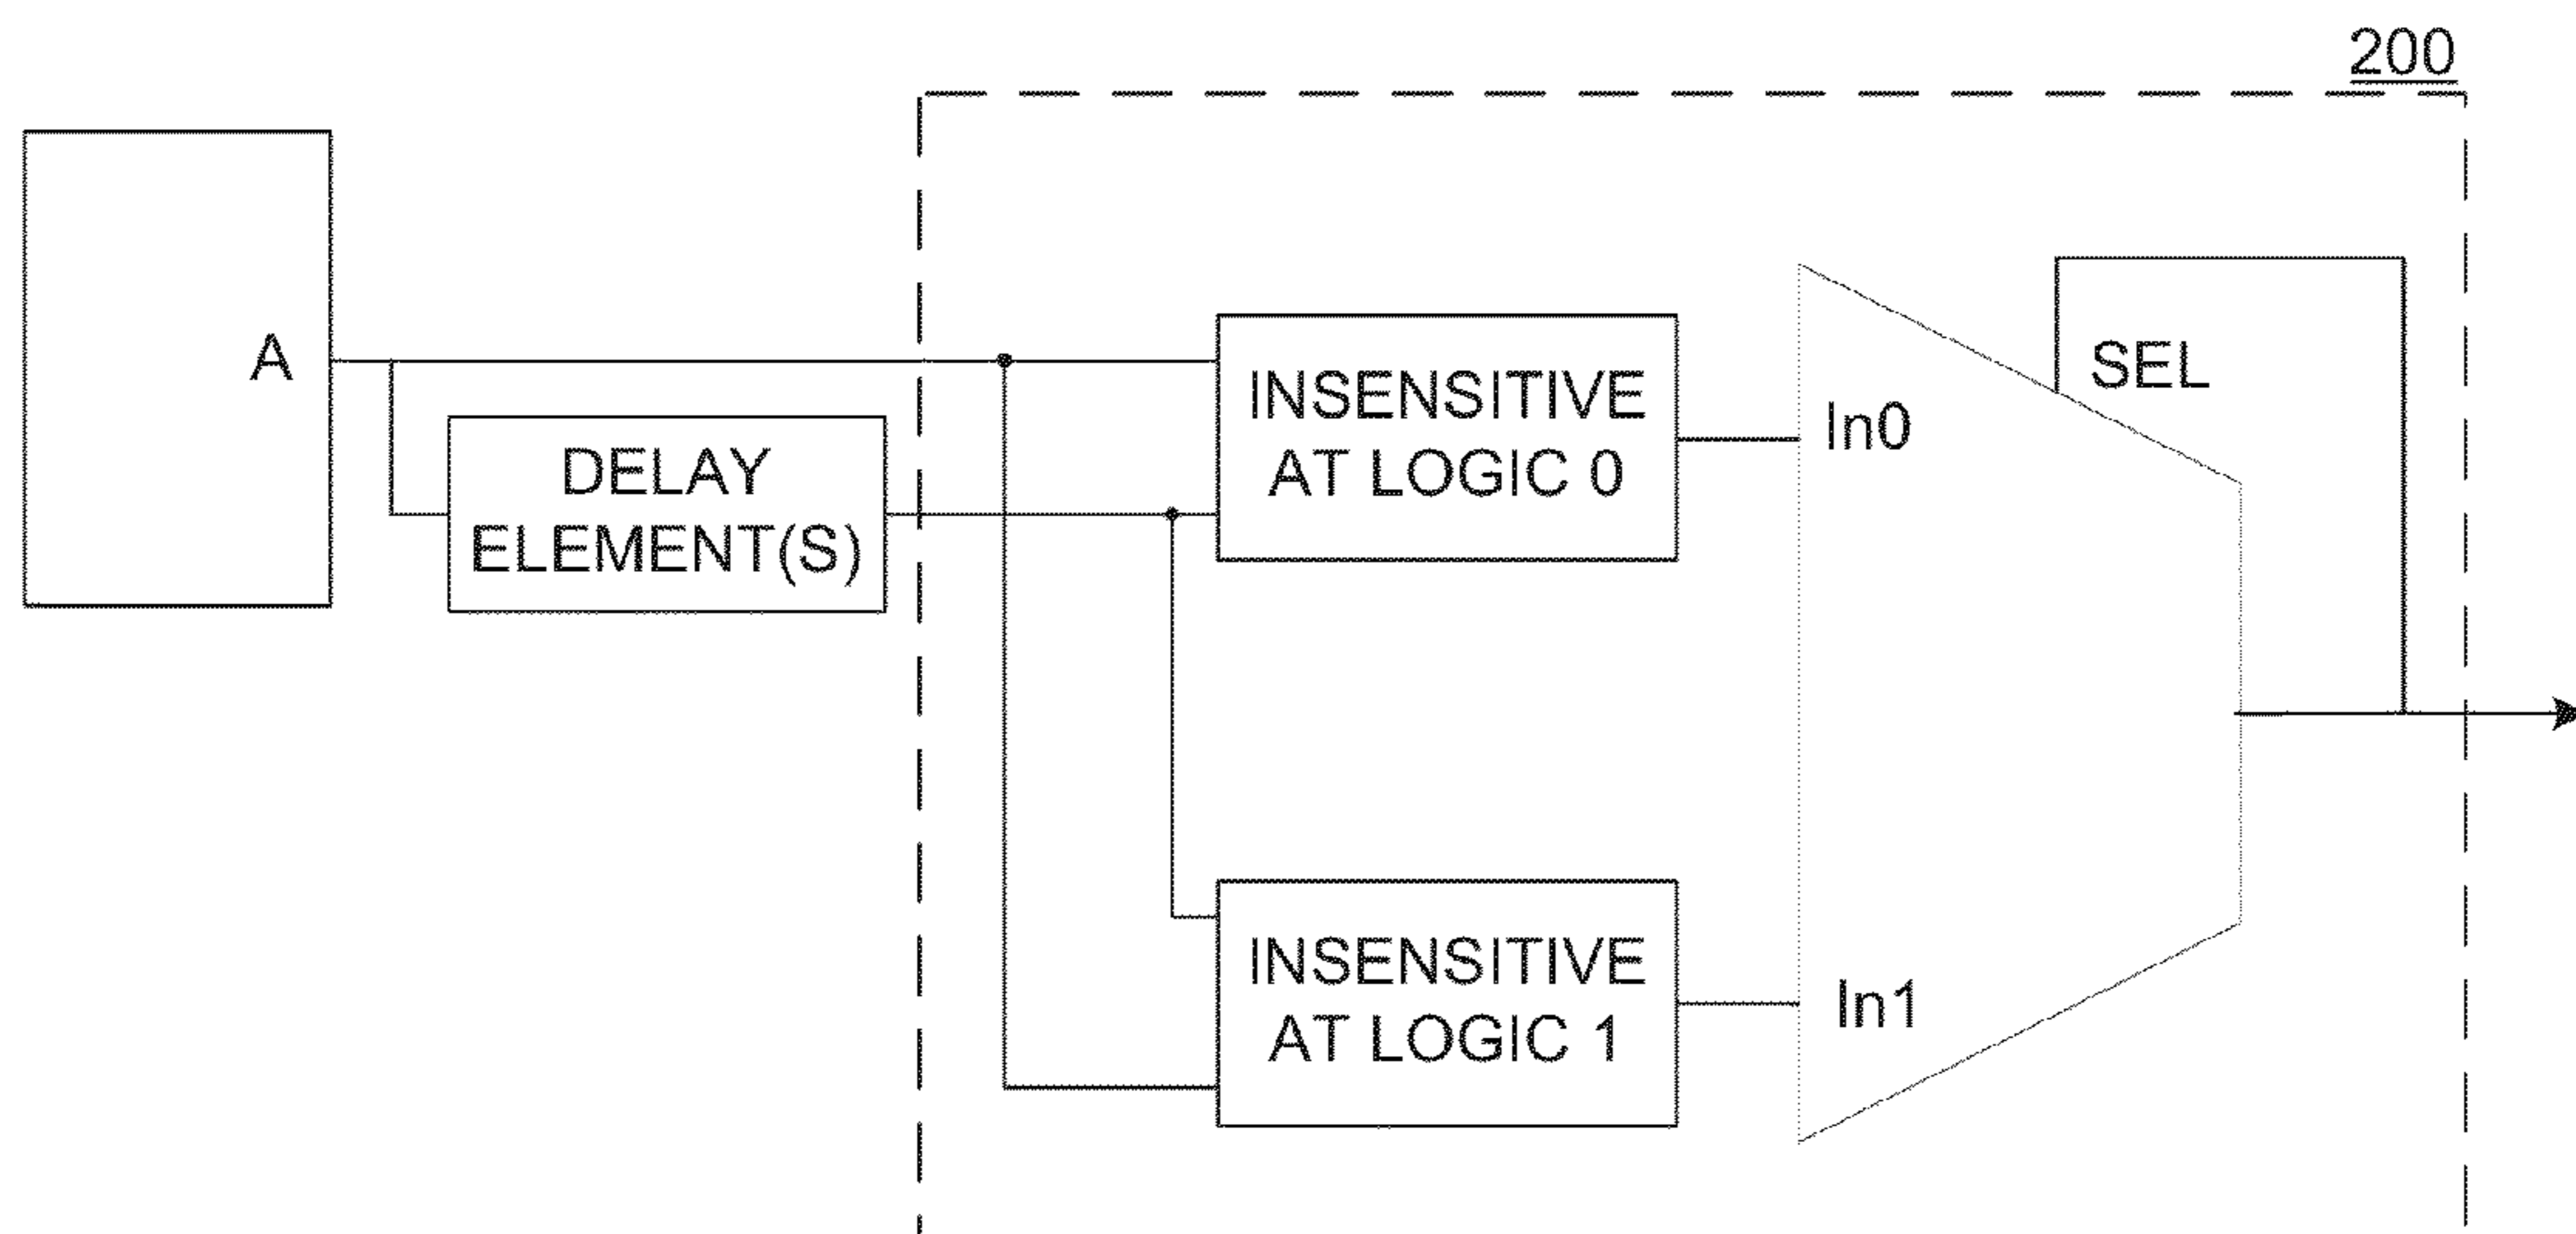 200
A
DELAY
ELEMENT(S)
INSENSITIVE
AT LOGIC 0
In0
SEL
INSENSITIVE
AT LOGIC 1
In1